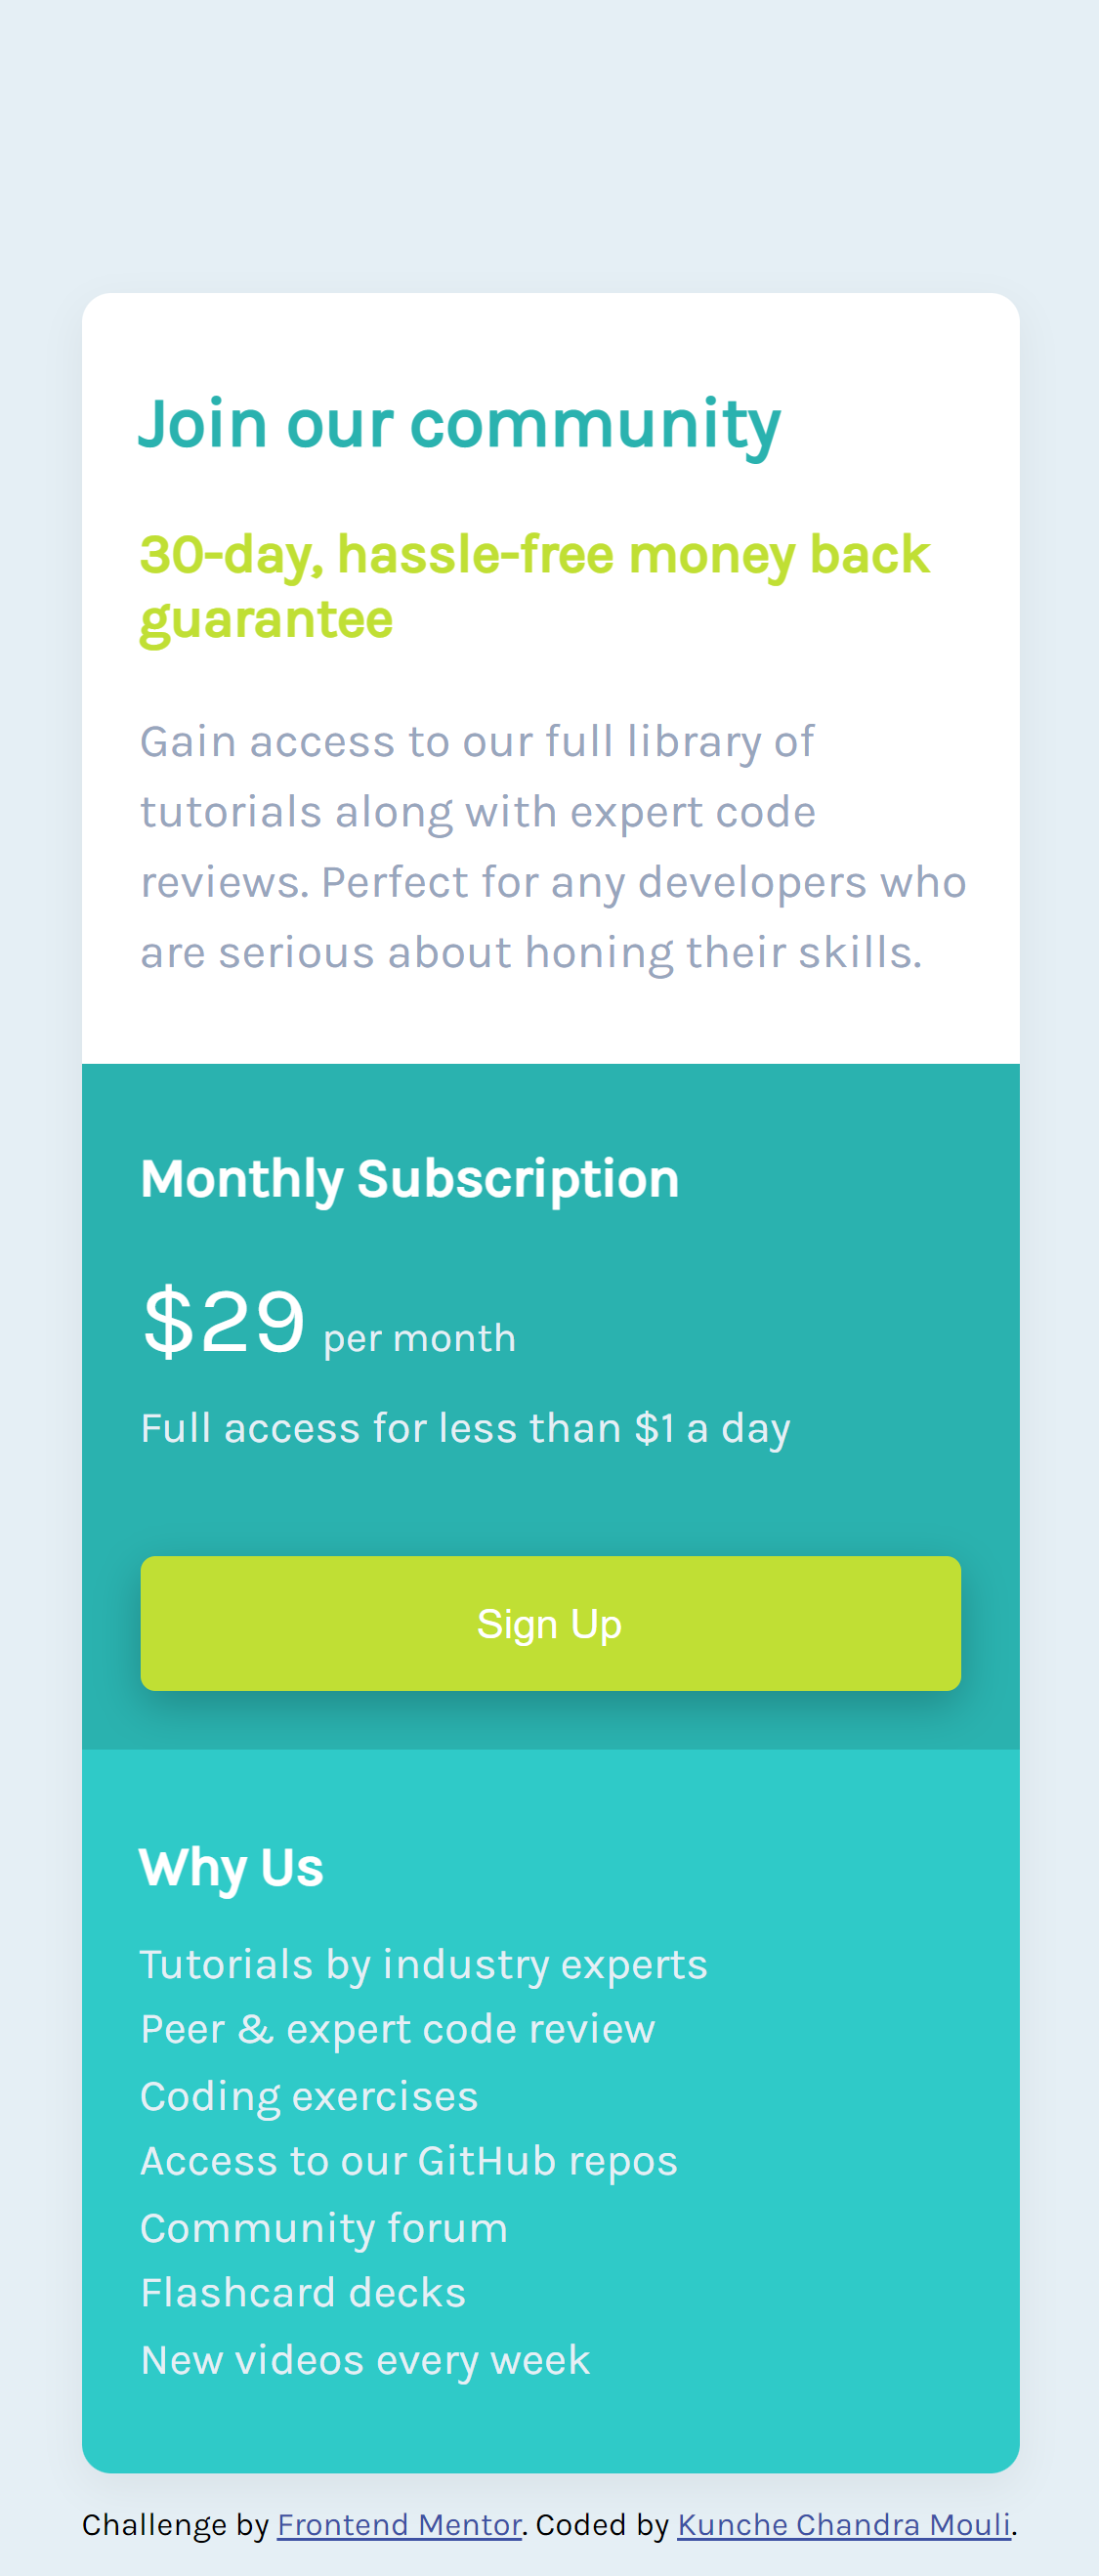 Join our community
30-day, hassle-free money back
guarantee
Gain access to our full library of
tutorials along with expert code
reviews. Perfect for any developers who
are serious about honing their skills.
Monthly Subscription
$29 per month
Full access for less than $1 a day
Sign Up
Why Us
Tutorials by industry experts
Peer & expert code review
Coding exercises
Access to our GitHub repos
Community forum
Flashcard decks
New videos every week
Challenge by Frontend Mentor. Coded by Kunche Chandra Mouli.